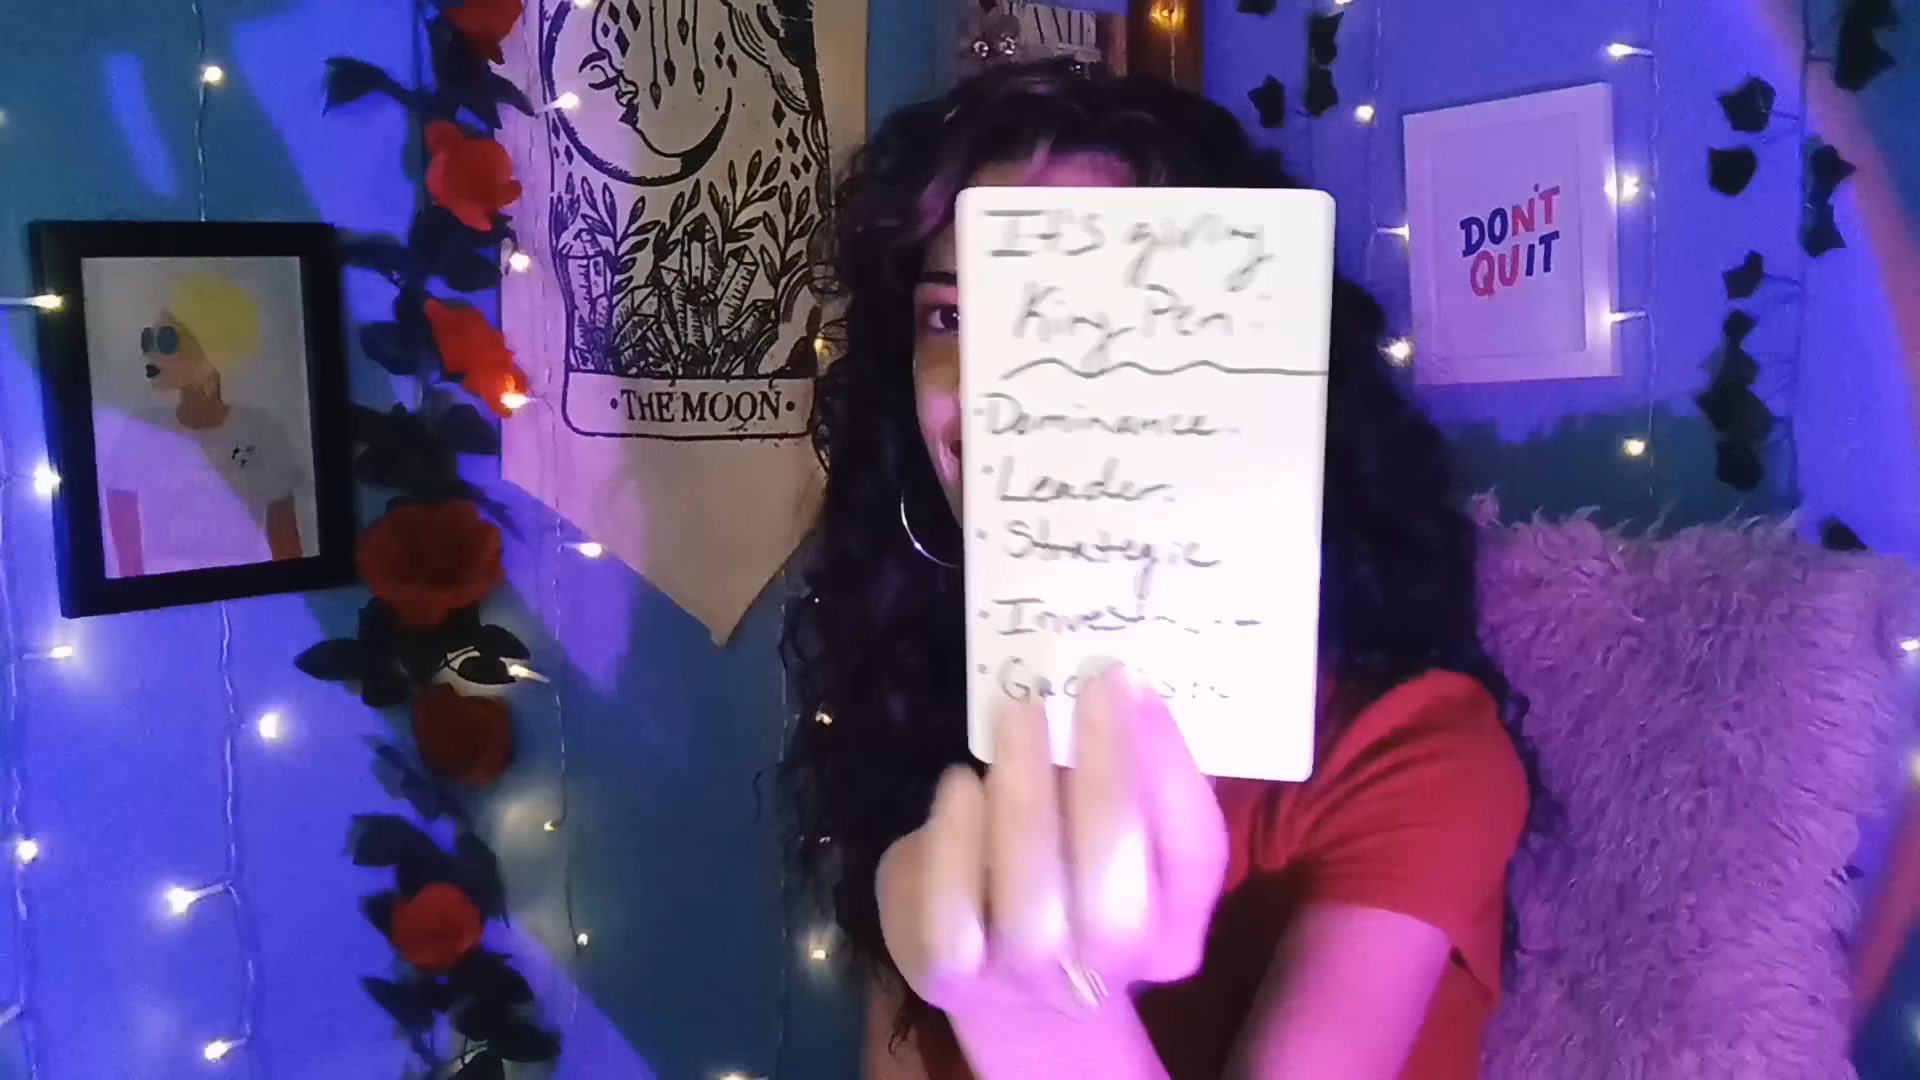 ·THE MOON·
It's giving
King Pen:
·Dominance.
·Leader.
·Strategic
DON'T
QUIT